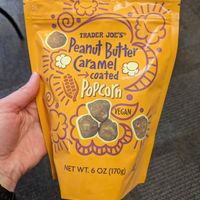 TRADER JOE'S
Peanut Butter
Caramel
coated
Popcorn
VEGAN
NET WT. 6 OZ (170g)